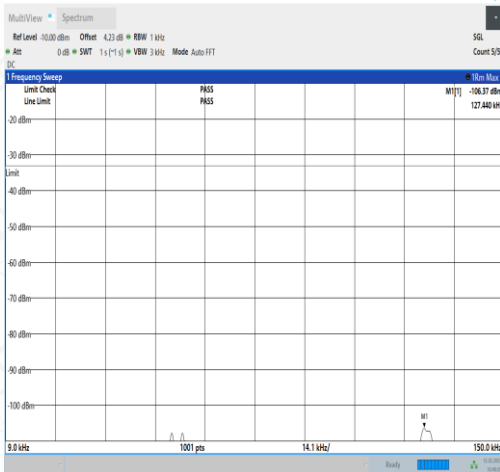 MultiView Spectrum
Ref Level -10.00 dBm Offset 4.23 dB RBW 1 kHz SGL
Att 0 dB SWT 1 s (~1 s) VBW 3 kHz Mode Auto FFT Count 5/5
DC
1 Frequency Sweep 1Rm Max
Limit Check PASS M1[1] -106.37 dBm
Line Limit PASS 127.440 kH
-20 dBm
-30 dBm
Limit
-40 dBm
-50 dBm
-60 dBm
-70 dBm
-80 dBm
-90 dBm
-100 dBm
M1
9.0 kHz 1001 pts 14.1 kHz/ 150.0 kHz
Ready